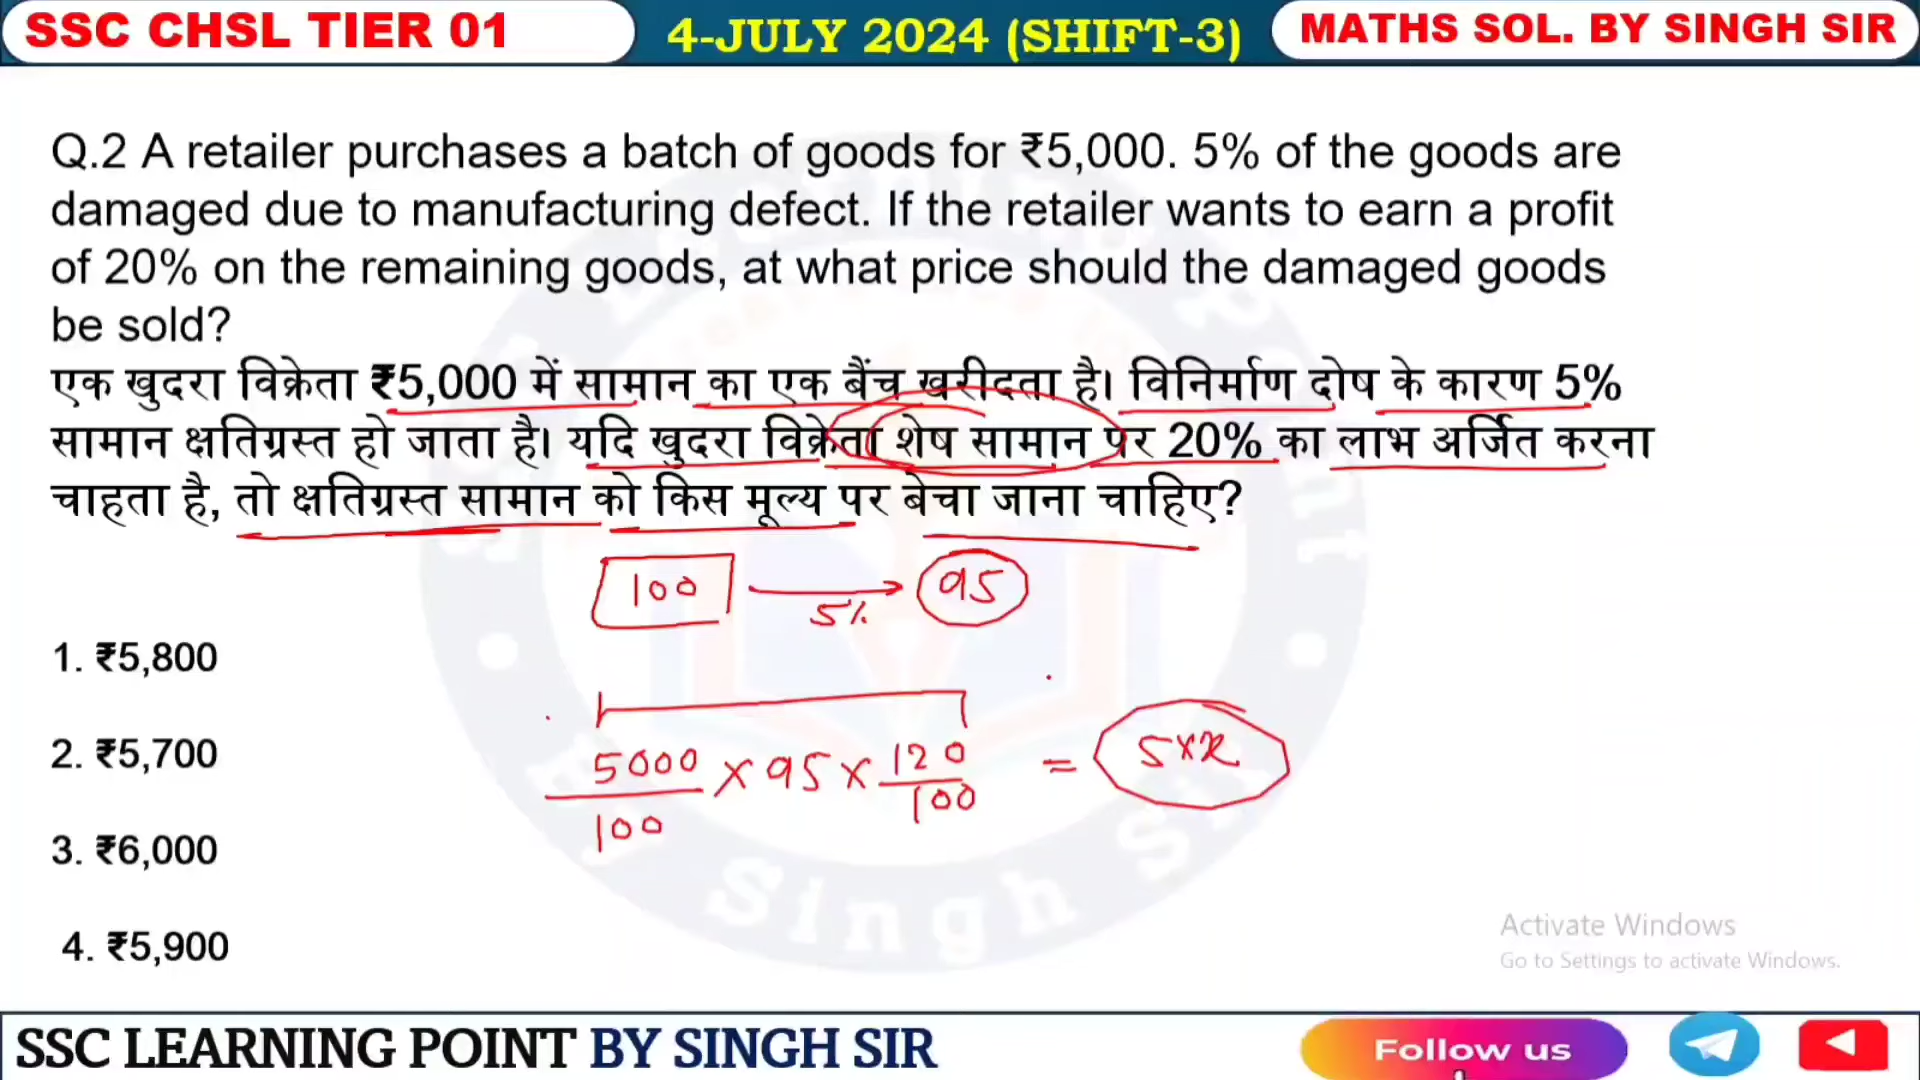 SSC CHSL TIER 01
4-JULY 2024 (SHIFT-3)
MATHS SOL. BY SINGH SIR
Q.2 A retailer purchases a batch of goods for ₹5,000. 5% of the goods are
damaged due to manufacturing defect. If the retailer wants to earn a profit
of 20% on the remaining goods, at what price should the damaged goods
be sold?
एक खुदरा विक्रेता ₹5,000 में सामान का एक बैंच खरीदता है। विनिर्माण दोष के कारण 5%
सामान क्षतिग्रस्त हो जाता है। यदि खुदरा विक्रेता शेष सामान पर 20% का लाभ अर्जित करना
चाहता है, तो क्षतिग्रस्त सामान को किस मूल्य पर बेचा जाना चाहिए?
100 → 95
5%
1. ₹5,800
2. ₹5,700
5000 × 95 × 120 = 5××
100 100
3. ₹6,000
4. ₹5,900
By Singh Sir
Activate Windows
Go to Settings to activate Windows.
SSC LEARNING POINT BY SINGH SIR
Follow us